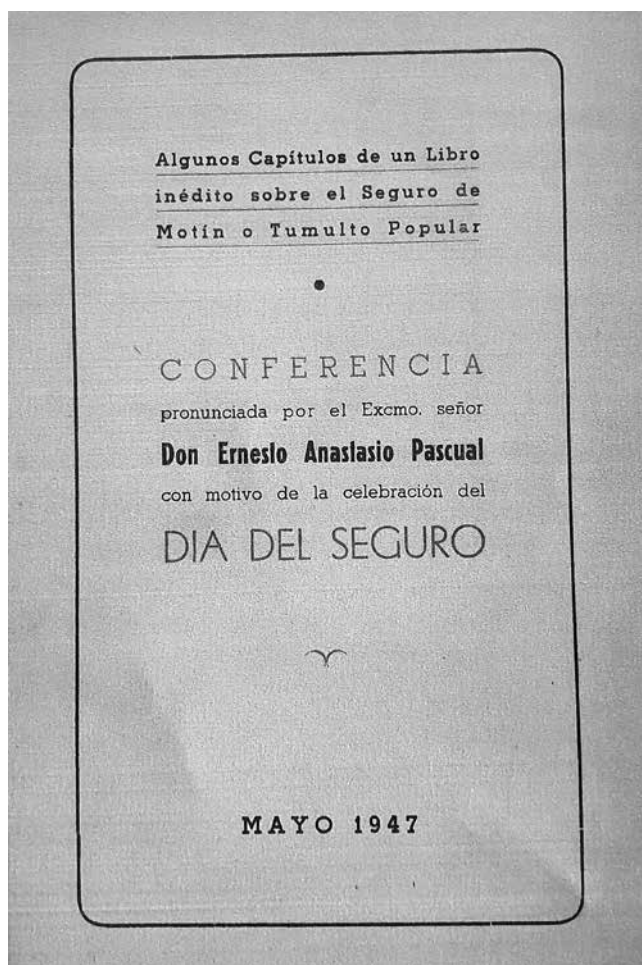 Algunos Capítulos de un Libro
inédito sobre el Seguro de
Motín o Tumulto Popular
CONFERENCIA
pronunciada por el Excmo. señor
Don Ernesto Anastasio Pascual
con motivo de la celebración del
DIA DEL SEGURO
MAYO 1947